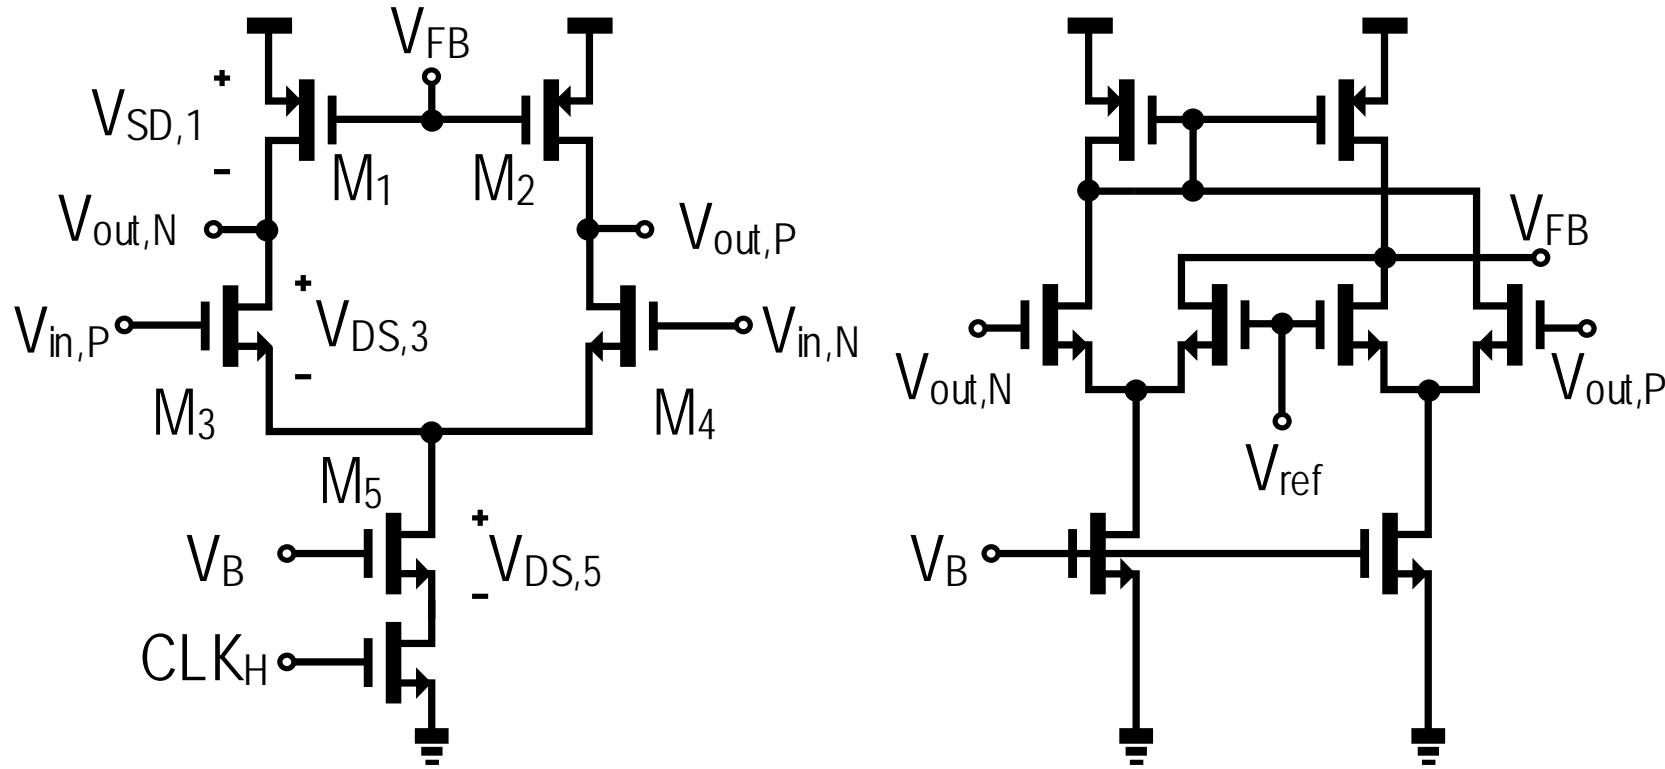 V_FB
+
V_SD,1
-
M_1
M_2
V_out,N
V_out,P
+
V_in,P
V_DS,3
V_in,N
-
M_3
M_4
M_5
+
V_B
V_DS,5
-
CLK_H
V_FB
V_out,N
V_out,P
V_ref
V_B